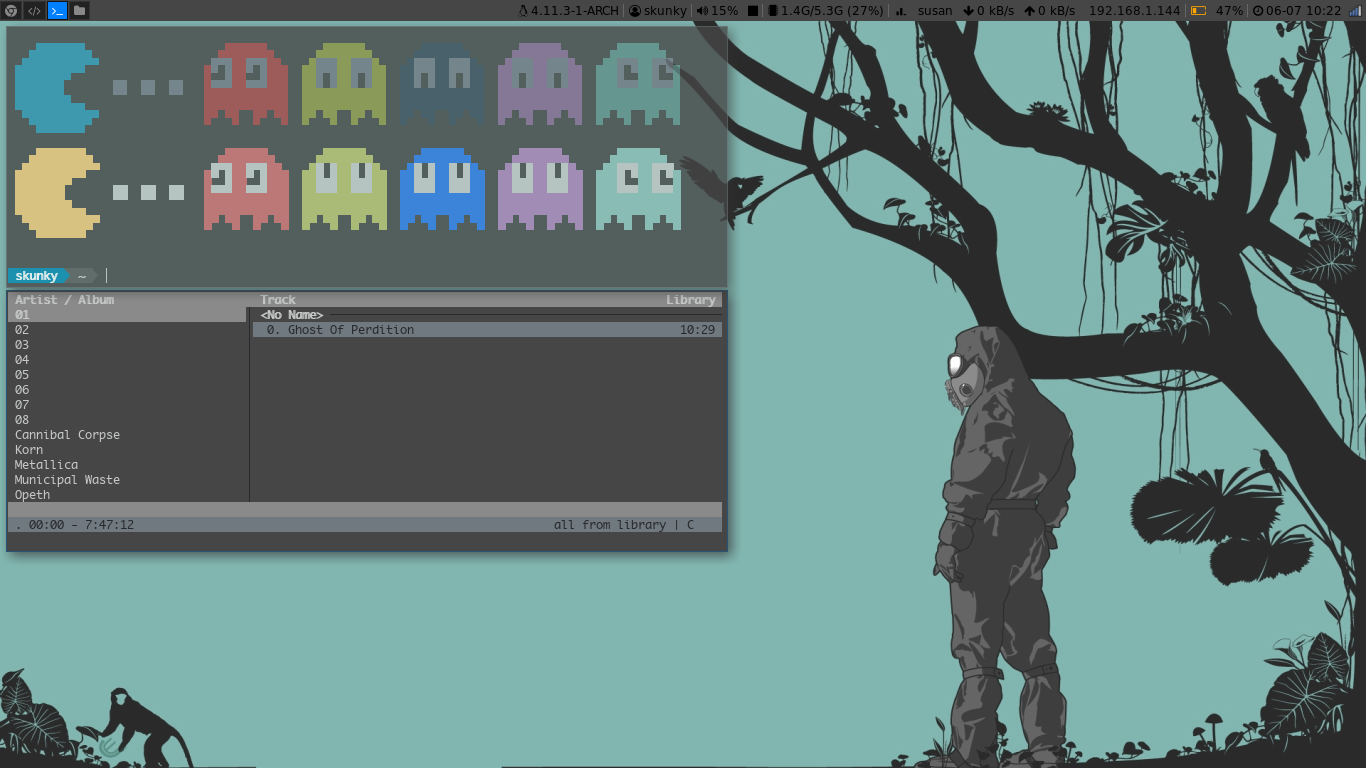 </> >_ 4.11.3-1-ARCH skunky 15% 1.4G/5.3G (27%) susan 0 kB/s 0 kB/s 192.168.1.144 47% 06-07 10:22
skunky ~
Artist / Album Track Library
01 <No Name>
02 0. Ghost Of Perdition 10:29
03
04
05
06
07
08
Cannibal Corpse
Korn
Metallica
Municipal Waste
Opeth
. 00:00 - 7:47:12 all from library | C